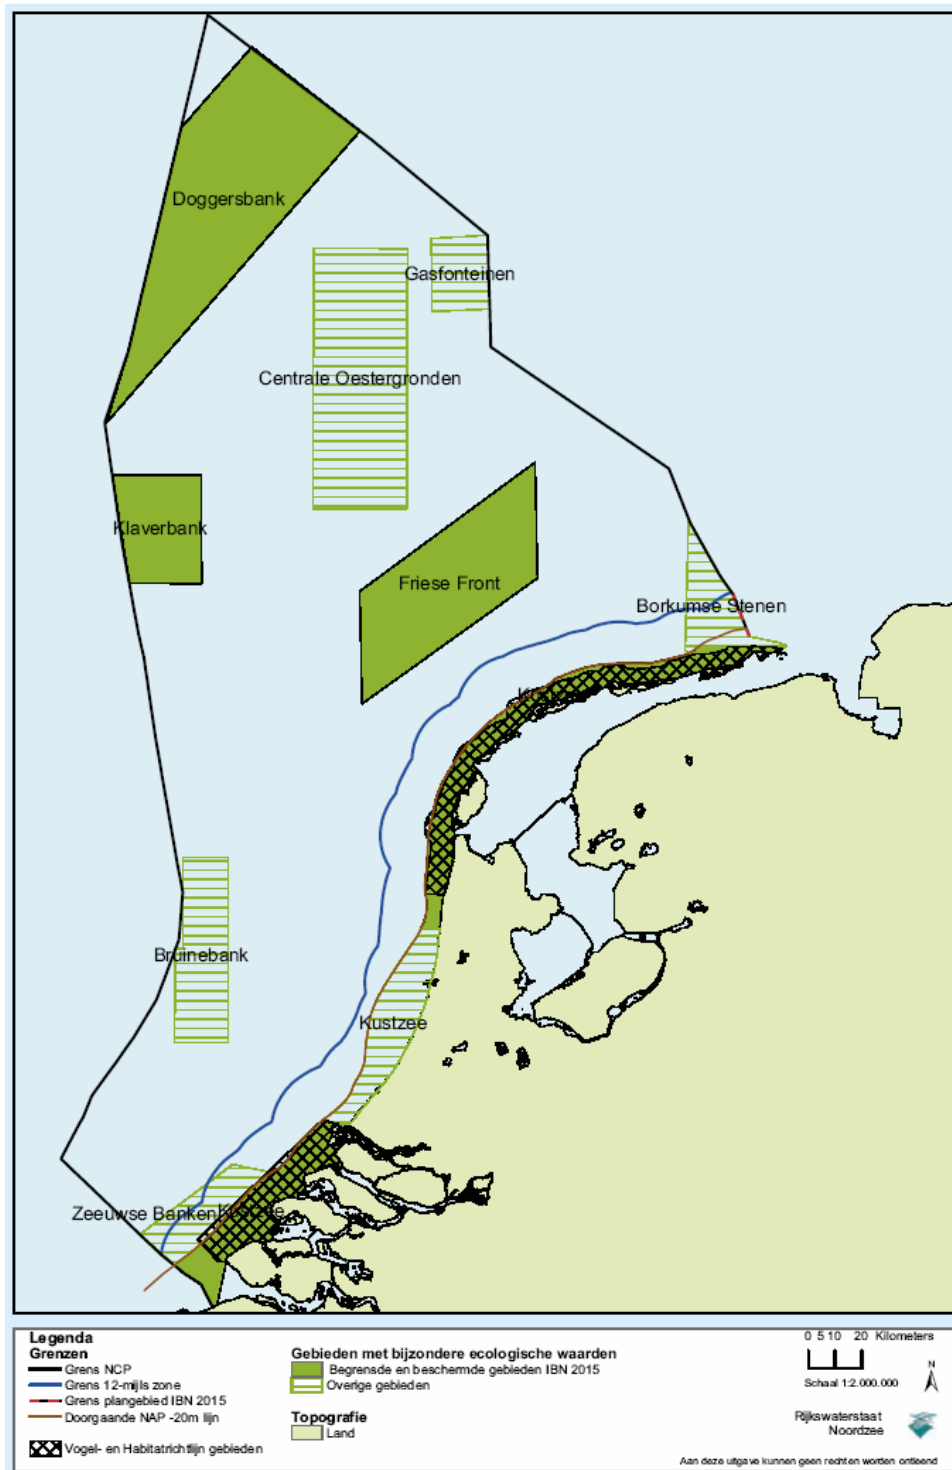 Doggersbank
Gasfonteinen
Centrale Oestergronden
Klaverbank
Friese Front
Borkumse Stenen
Bruinebank
Kustzee
Zeeuwse Banken
Legenda
Grenzen
Grens NCP
Grens 12-mijls zone
Grens plangebied IBN 2015
Doorgaande NAP -20m lijn
Vogel- en Habitatrichtlijn gebieden
Gebieden met bijzondere ecologische waarden
Begrensde en beschermde gebieden IBN 2015
Overige gebieden
Topografie
Land
0 5 10 20 Kilometers
Schaal 1:2.000.000
N
Rijkswaterstaat
Noordzee
Aan deze uitgave kunnen geen rechten worden ontleend